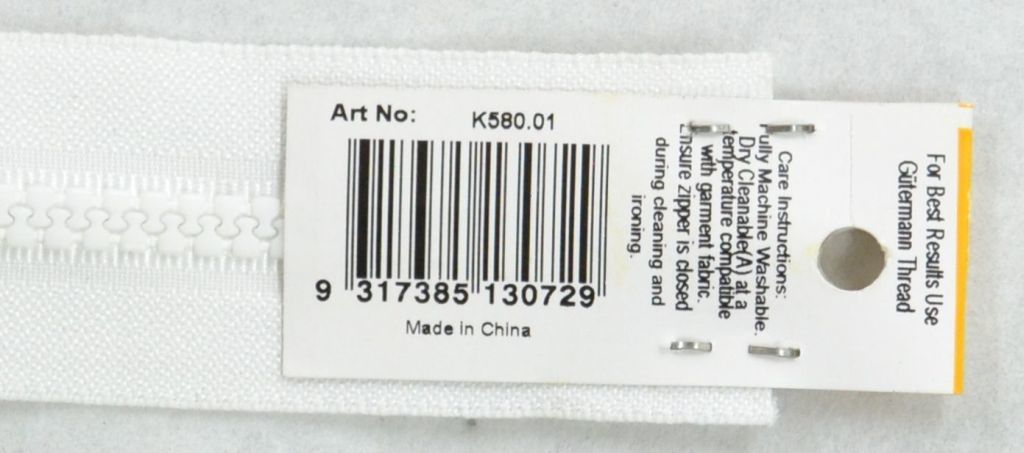 Art No: K580.01
9 317385 130729
Made in China
Care Instructions:
Fully Machine Washable.
Dry Cleanable(A) at a
temperature compatible
with garment fabric.
Ensure zipper is closed
during cleaning and
ironing.
For Best Results Use
Gütermann Thread